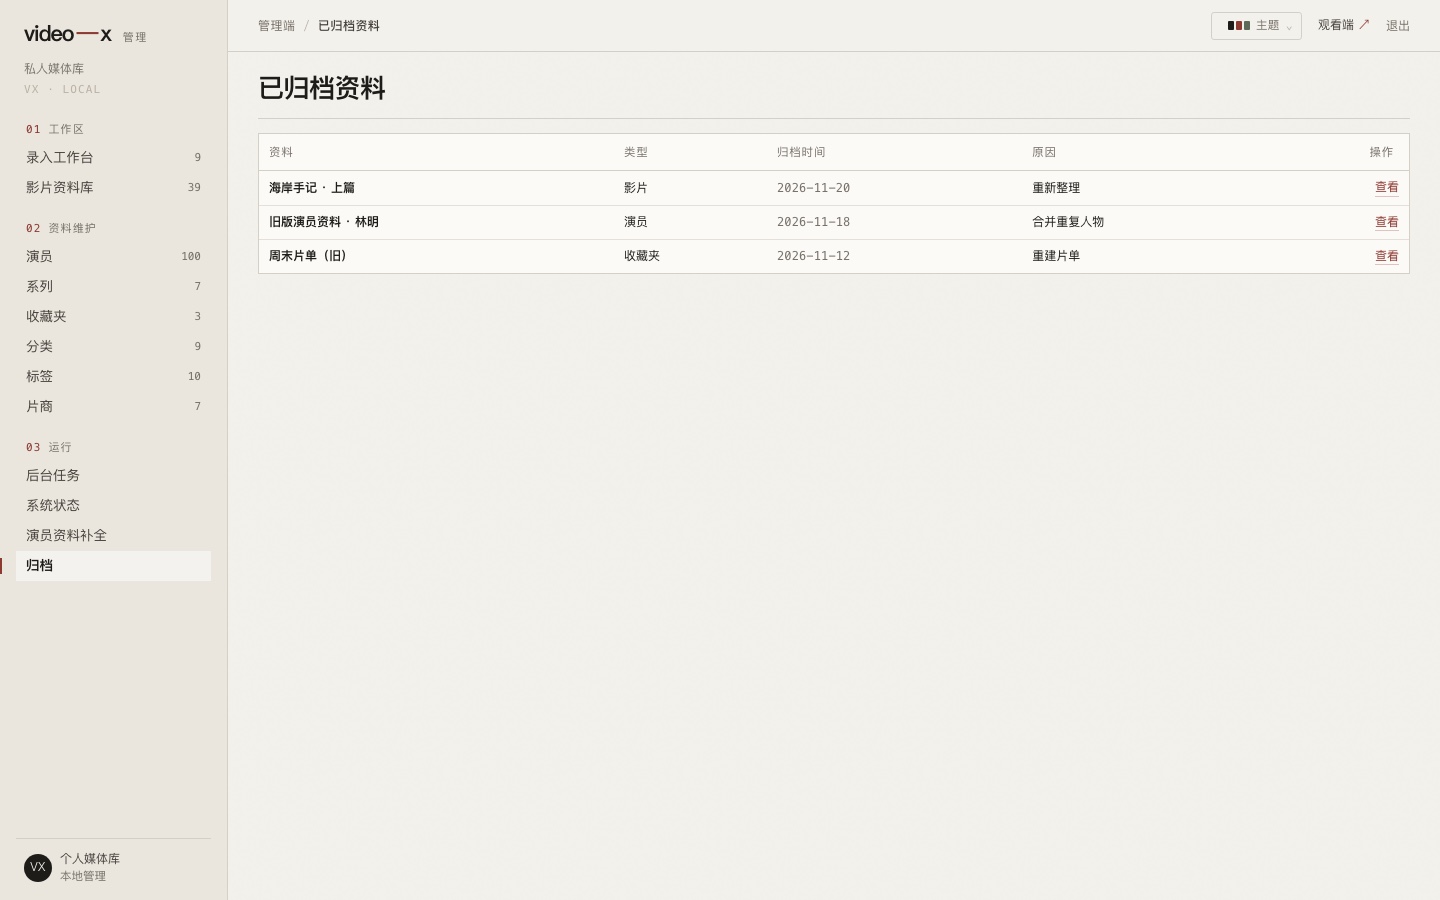 video—x 管理
私人媒体库
VX · LOCAL
01 工作区
录入工作台 9
影片资料库 39
02 资料维护
演员 100
系列 7
收藏夹 3
分类 9
标签 10
片商 7
03 运行
后台任务
系统状态
演员资料补全
归档
VX
个人媒体库
本地管理
管理端 / 已归档资料
主题
观看端 ↗
退出
已归档资料
资料 类型 归档时间 原因 操作
海岸手记 · 上篇 影片 2026-11-20 重新整理 查看
旧版演员资料 · 林明 演员 2026-11-18 合并重复人物 查看
周末片单（旧） 收藏夹 2026-11-12 重建片单 查看